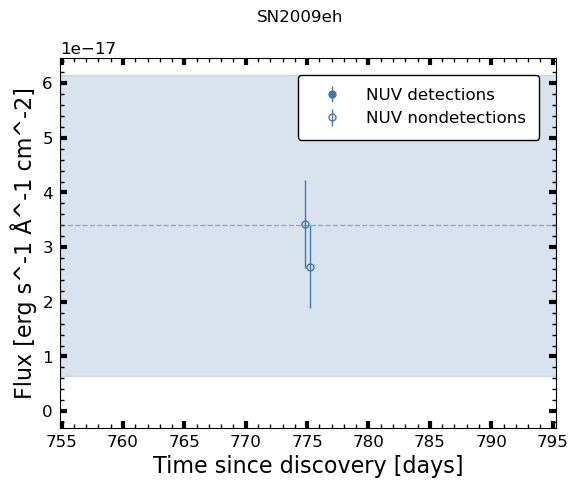 SN2009eh
1e−17
NUV detections
NUV nondetections
6
5
4
3
2
1
0
Flux [erg s^-1 Å^-1 cm^-2]
755 760 765 770 775 780 785 790 795
Time since discovery [days]